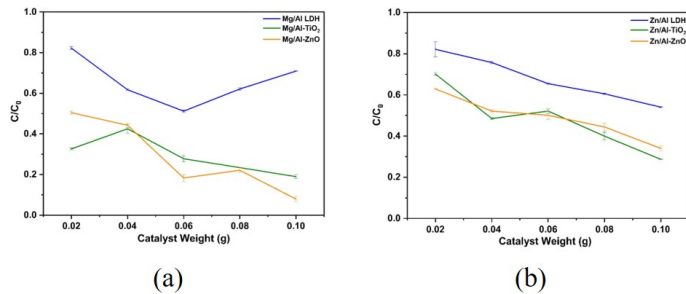 (a)
Mg/Al LDH
Mg/Al-TiO₂
Mg/Al-ZnO
C/C₀
1.0
0.8
0.6
0.4
0.2
0.0
0.02 0.04 0.06 0.08 0.10
Catalyst Weight (g)
(a)
(b)
Zn/Al LDH
Zn/Al-TiO₂
Zn/Al-ZnO
C/C₀
1.0
0.8
0.6
0.4
0.2
0.0
0.02 0.04 0.06 0.08 0.10
Catalyst Weight (g)
(b)